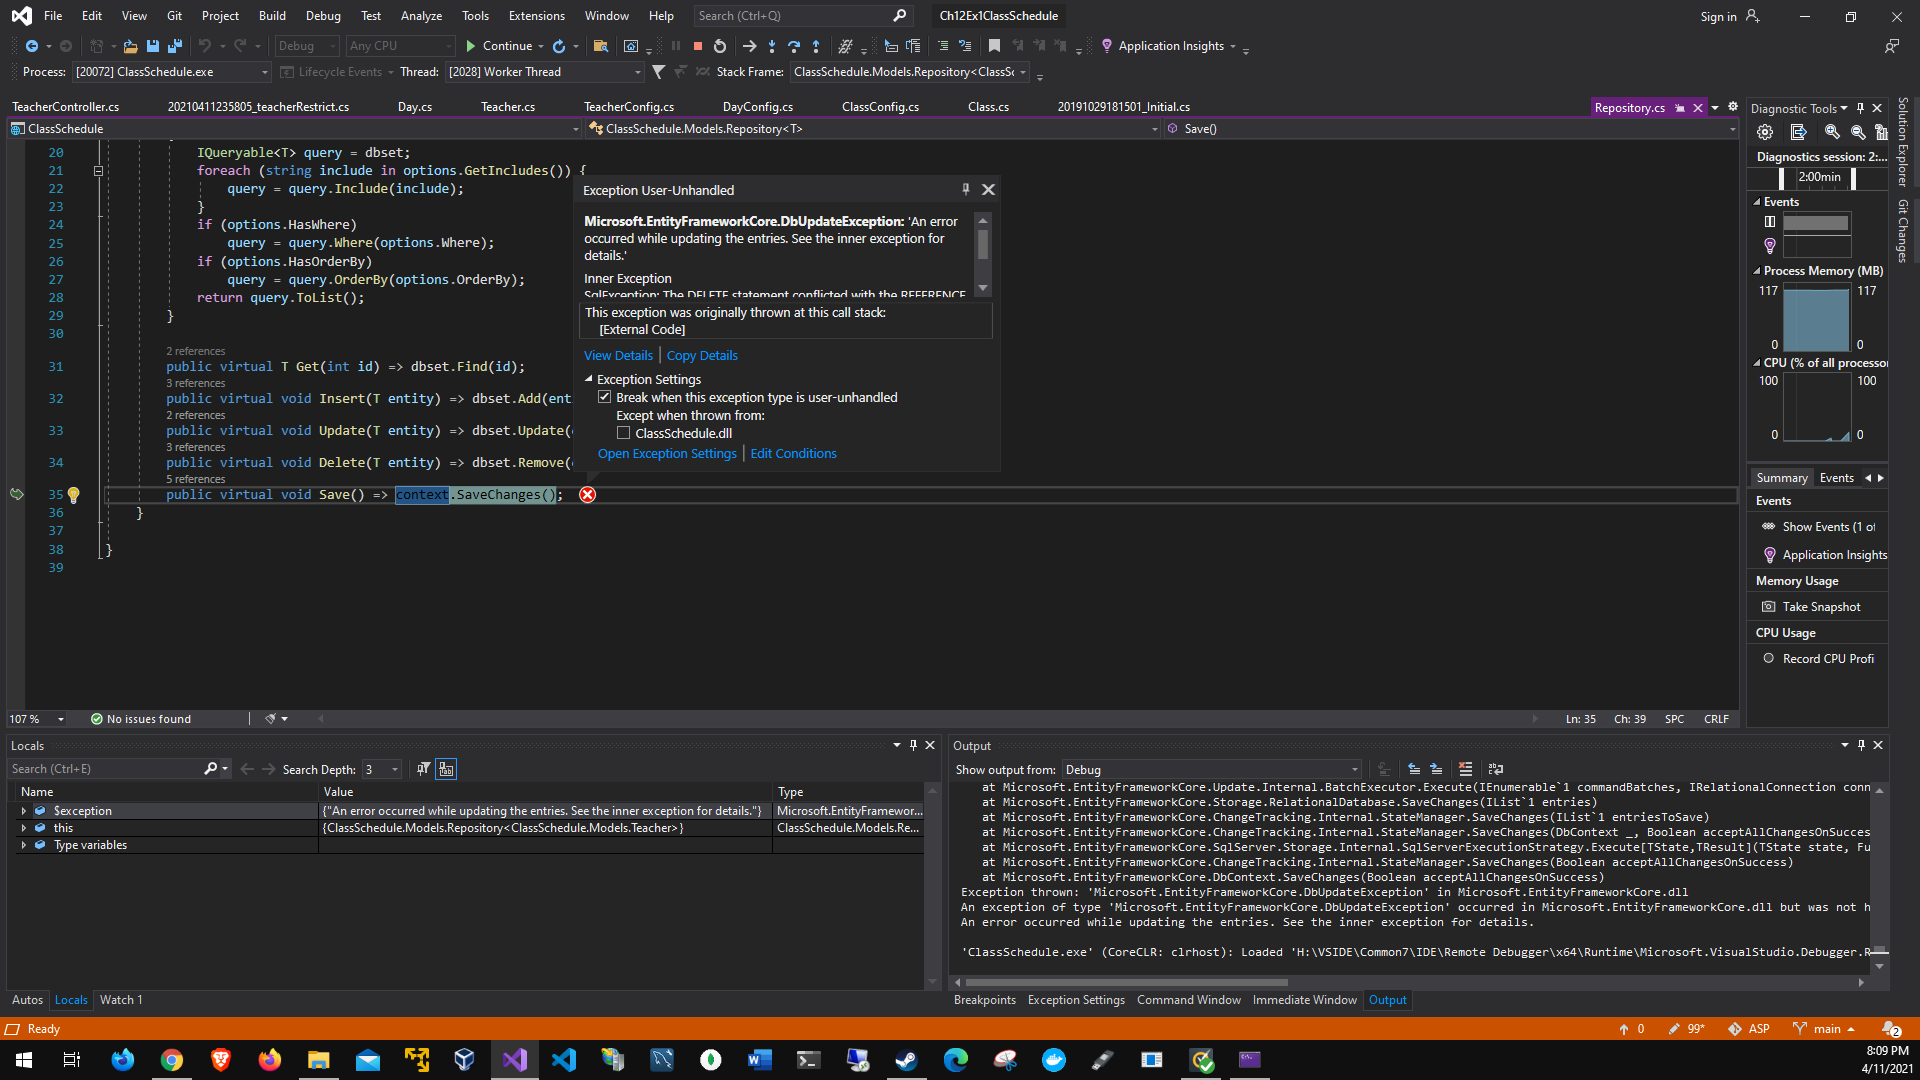 File Edit View Git Project Build Debug Test Analyze Tools Extensions Window Help Search (Ctrl+Q) Ch12Ex1ClassSchedule Sign in
Debug Any CPU Continue Application Insights
Process: [20072] ClassSchedule.exe Lifecycle Events Thread: [2028] Worker Thread Stack Frame: ClassSchedule.Models.Repository<ClassS
TeacherController.cs 20210411235805_teacherRestrict.cs Day.cs Teacher.cs TeacherConfig.cs DayConfig.cs ClassConfig.cs Class.cs 20191029181501_Initial.cs Repository.cs
ClassSchedule ClassSchedule.Models.Repository<T> Save()
20 IQueryable<T> query = dbset;
21 foreach (string include in options.GetIncludes()) {
22 query = query.Include(include);
23 }
24 if (options.HasWhere)
25 query = query.Where(options.Where);
26 if (options.HasOrderBy)
27 query = query.OrderBy(options.OrderBy);
28 return query.ToList();
29 }
30
2 references
31 public virtual T Get(int id) => dbset.Find(id);
3 references
32 public virtual void Insert(T entity) => dbset.Add(enti
2 references
33 public virtual void Update(T entity) => dbset.Update(
3 references
34 public virtual void Delete(T entity) => dbset.Remove(
5 references
35 public virtual void Save() => context.SaveChanges();
36 }
37
38 }
39
Exception User-Unhandled
Microsoft.EntityFrameworkCore.DbUpdateException: 'An error
occurred while updating the entries. See the inner exception for
details.'
Inner Exception
SqlException: The DELETE statement conflicted with the REFERENCE
This exception was originally thrown at this call stack:
[External Code]
View Details | Copy Details
Exception Settings
Break when this exception type is user-unhandled
Except when thrown from:
ClassSchedule.dll
Open Exception Settings | Edit Conditions
107 % No issues found Ln: 35 Ch: 39 SPC CRLF
Diagnostic Tools
Diagnostics session: 2:...
2:00min
Events
Process Memory (MB)
117 117
0 0
CPU (% of all processo
100 100
0 0
Summary Events
Events
Show Events (1 of
Application Insights
Memory Usage
Take Snapshot
CPU Usage
Record CPU Profi
Solution Explorer
Git Changes
Locals
Search (Ctrl+E) Search Depth: 3
Name Value Type
$exception {"An error occurred while updating the entries. See the inner exception for details."} Microsoft.EntityFramewor...
this {ClassSchedule.Models.Repository<ClassSchedule.Models.Teacher>} ClassSchedule.Models.Re...
Type variables
Autos Locals Watch 1
Output
Show output from: Debug
at Microsoft.EntityFrameworkCore.Update.Internal.BatchExecutor.Execute(IEnumerable`1 commandBatches, IRelationalConnection conn
at Microsoft.EntityFrameworkCore.Storage.RelationalDatabase.SaveChanges(IList`1 entries)
at Microsoft.EntityFrameworkCore.ChangeTracking.Internal.StateManager.SaveChanges(IList`1 entriesToSave)
at Microsoft.EntityFrameworkCore.ChangeTracking.Internal.StateManager.SaveChanges(DbContext _, Boolean acceptAllChangesOnSucces
at Microsoft.EntityFrameworkCore.SqlServer.Storage.Internal.SqlServerExecutionStrategy.Execute[TState,TResult](TState state, Fu
at Microsoft.EntityFrameworkCore.ChangeTracking.Internal.StateManager.SaveChanges(Boolean acceptAllChangesOnSuccess)
at Microsoft.EntityFrameworkCore.DbContext.SaveChanges(Boolean acceptAllChangesOnSuccess)
Exception thrown: 'Microsoft.EntityFrameworkCore.DbUpdateException' in Microsoft.EntityFrameworkCore.dll
An exception of type 'Microsoft.EntityFrameworkCore.DbUpdateException' occurred in Microsoft.EntityFrameworkCore.dll but was not h
An error occurred while updating the entries. See the inner exception for details.
'ClassSchedule.exe' (CoreCLR: clrhost): Loaded 'H:\VSIDE\Common7\IDE\Remote Debugger\x64\Runtime\Microsoft.VisualStudio.Debugger.R
Breakpoints Exception Settings Command Window Immediate Window Output
Ready 0 99* ASP main 2
8:09 PM
4/11/2021